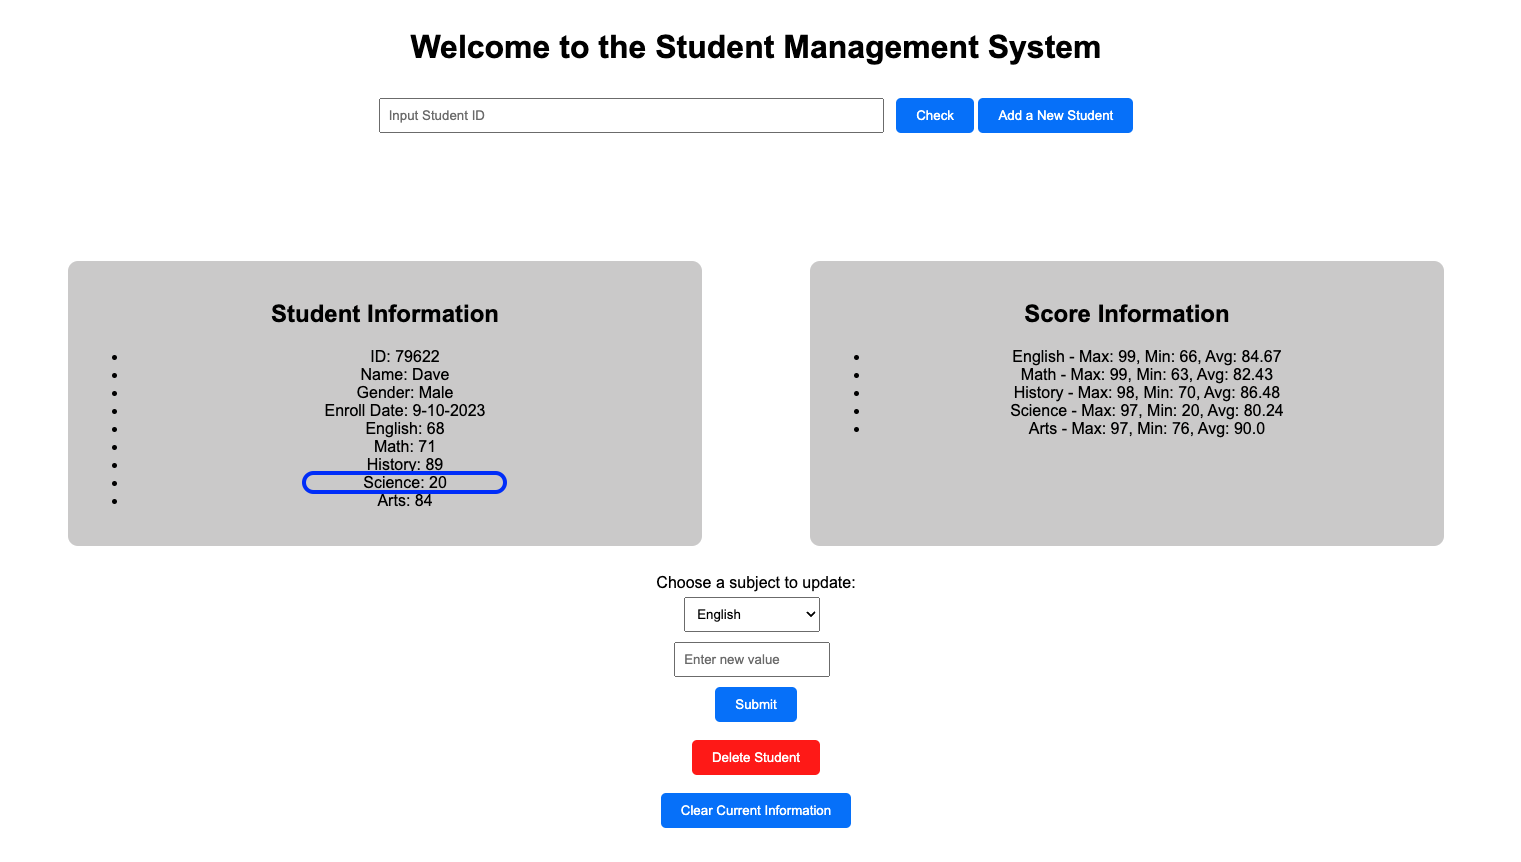 Welcome to the Student Management System
Input Student ID
Check
Add a New Student
Student Information
ID: 79622
Name: Dave
Gender: Male
Enroll Date: 9-10-2023
English: 68
Math: 71
History: 89
Science: 20
Arts: 84
Score Information
English - Max: 99, Min: 66, Avg: 84.67
Math - Max: 99, Min: 63, Avg: 82.43
History - Max: 98, Min: 70, Avg: 86.48
Science - Max: 97, Min: 20, Avg: 80.24
Arts - Max: 97, Min: 76, Avg: 90.0
Choose a subject to update:
English
Enter new value
Submit
Delete Student
Clear Current Information